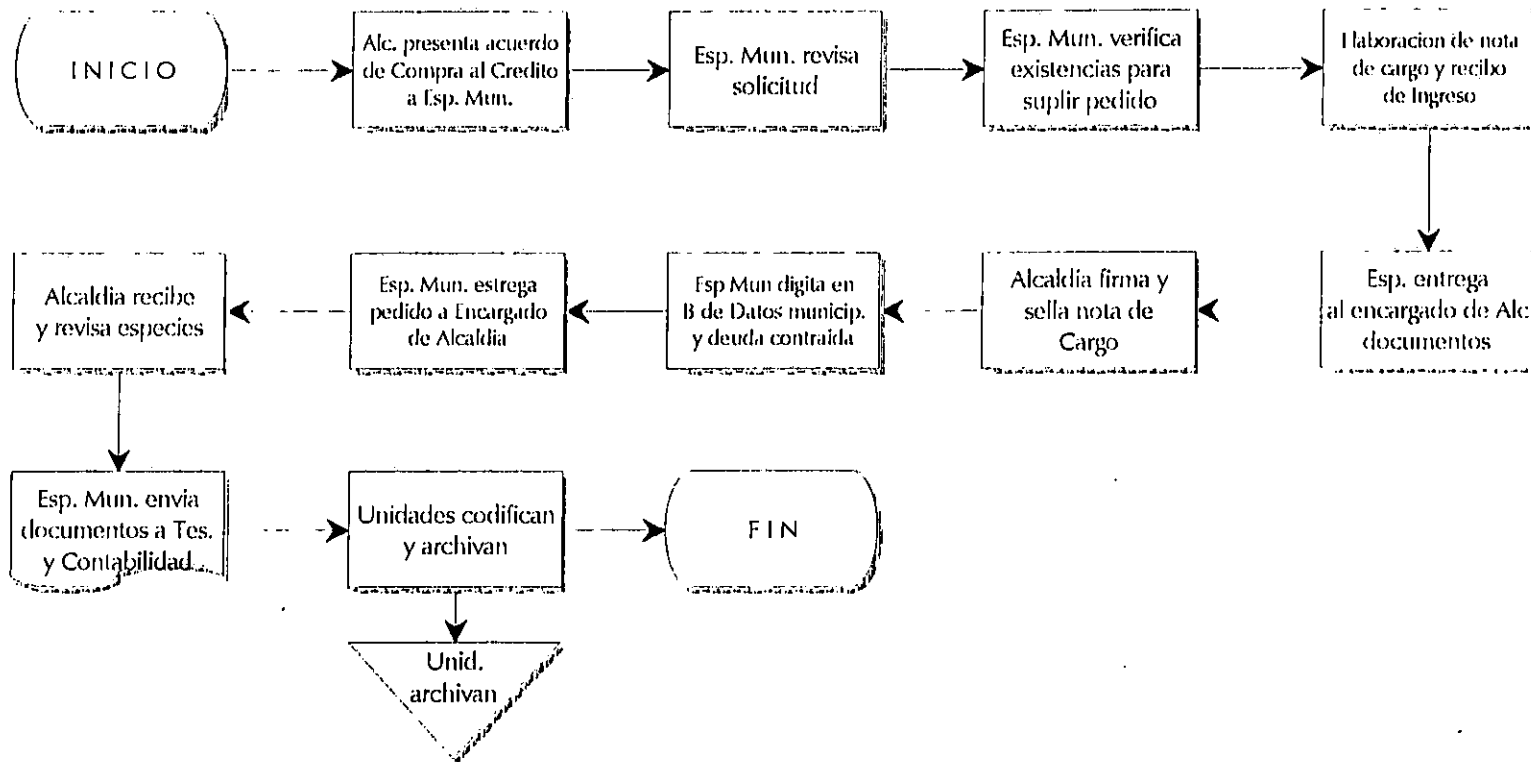 INICIO
Alc. presenta acuerdo
de Compra al Credito
a Esp. Mun.
Esp. Mun. revisa
solicitud
Esp. Mun. verifica
existencias para
suplir pedido
Elaboracion de nota
de cargo y recibo
de Ingreso
Esp. entrega
al encargado de Alc
documentos
Alcaldía firma y
sella nota de
Cargo
Esp Mun digita en
B de Datos municip.
y deuda contraída
Esp. Mun. estrega
pedido a Encargado
de Alcaldía
Alcaldia recibe
y revisa especies
Esp. Mun. envia
documentos a Tes.
y Contabilidad
Unidades codifican
y archivan
FIN
Unid.
archivan